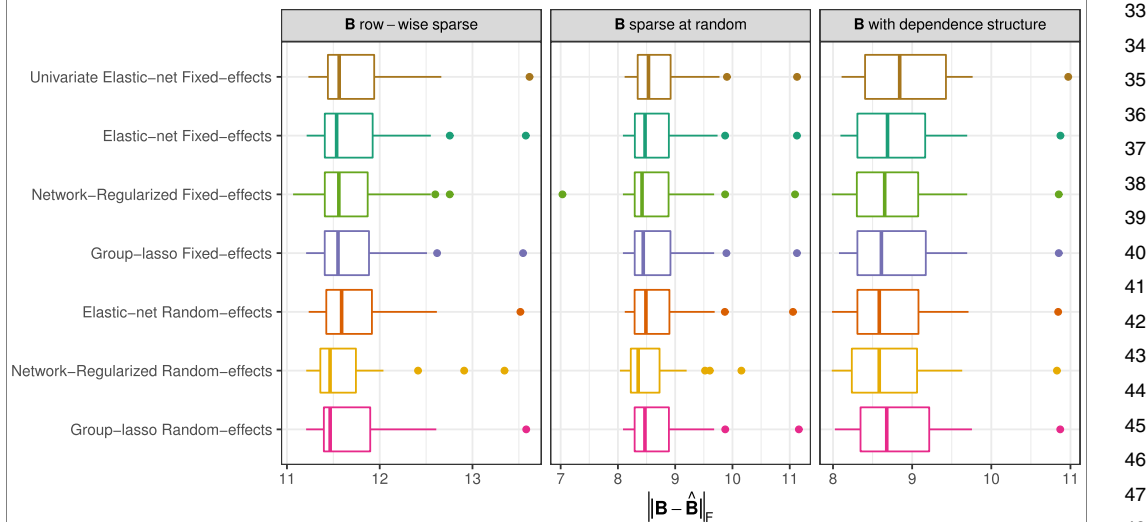 B row−wise sparse
B sparse at random
B with dependence structure
Univariate Elastic−net Fixed−effects
Elastic−net Fixed−effects
Network−Regularized Fixed−effects
Group−lasso Fixed−effects
Elastic−net Random−effects
Network−Regularized Random−effects
Group−lasso Random−effects
11 12 13
7 8 9 10 11
8 9 10 11
||B − B̂||F
33
34
35
36
37
38
39
40
41
42
43
44
45
46
47